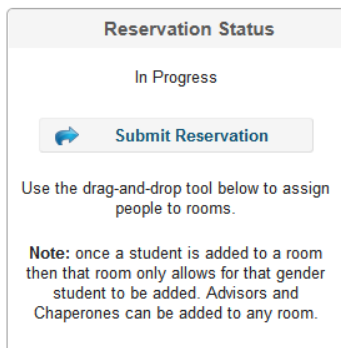 Reservation Status
In Progress
Submit Reservation
Use the drag-and-drop tool below to assign
people to rooms.
Note: once a student is added to a room
then that room only allows for that gender
student to be added. Advisors and
Chaperones can be added to any room.